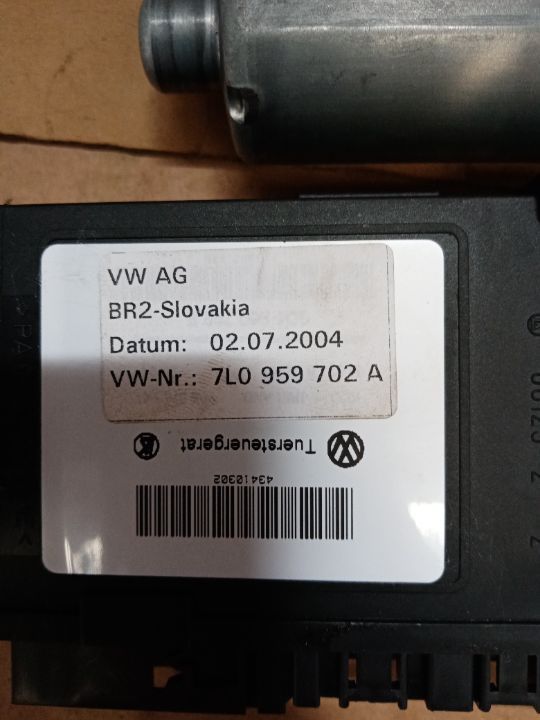 VW AG
BR2-Slovakia
Datum: 02.07.2004
VW-Nr.: 7L0 959 702 A
Tuersteuergerat
43410302